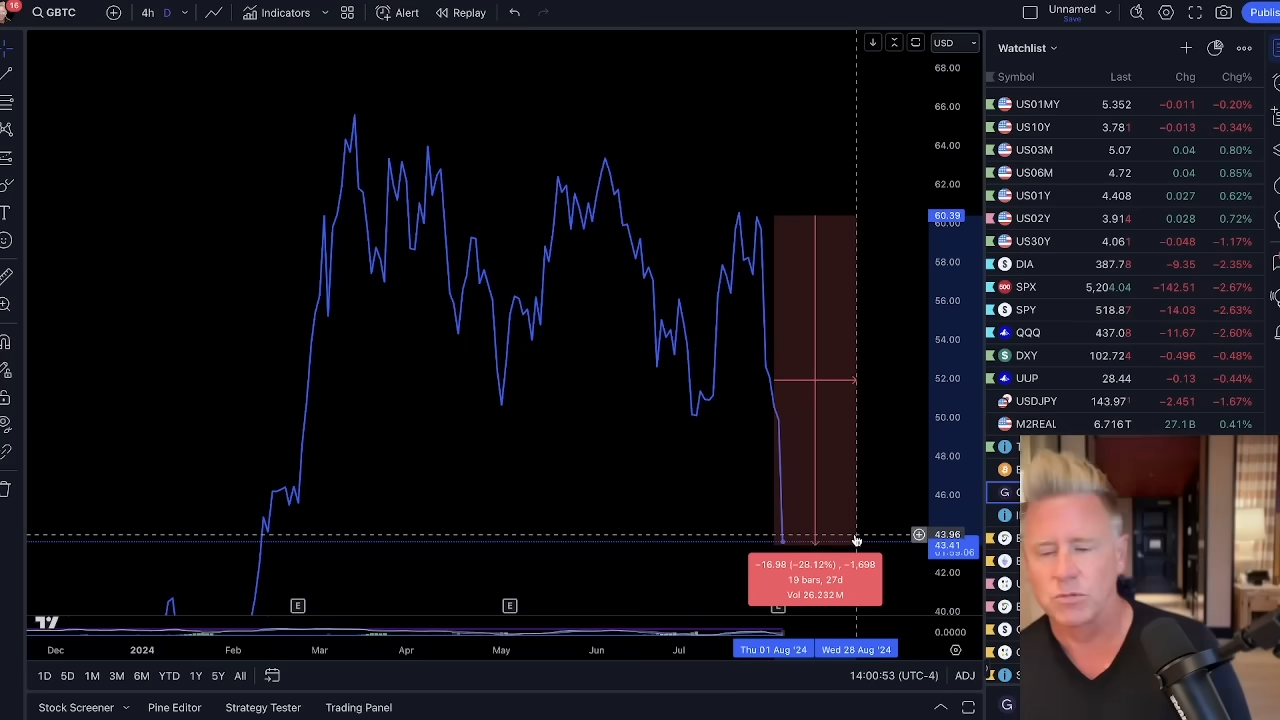 16 GBTC 4h D Indicators Alert Replay Unnamed Save Publis
USD
Watchlist
Symbol Last Chg Chg%
US01MY 5.352 −0.011 −0.20%
US10Y 3.781 −0.013 −0.34%
US03M 5.07 0.04 0.80%
4.72 0.04 0.85%
US01Y 4.408 0.027 0.62%
US02Y 3.914 0.028 0.72%
US30Y 4.061 −0.048 −1.17%
DIA 387.78 −9.35 −2.35%
SPX 5,204.04 −142.51 −2.67%
SPY −14.03 −2.63%
QQQ −11.67 −2.60%
DXY 102.724 −0.496 −0.48%
UUP 28.44 −0.13 −0.44%
USDJPY 143.971 −2.451 −1.67%
M2REAL 6.716T 27.1B 0.41%
68.00
66.00
64.00
62.00
60.39
60.00
58.00
56.00
54.00
52.00
50.00
48.00
46.00
43.96
43.41
01:59:06
42.00
40.00
0.0000
−16.98 (−28.12%) , −1,698
19 bars, 27d
Vol 26.232M
E E E
Dec 2024 Feb Mar Apr May Jun Jul Thu 01 Aug '24 Wed 28 Aug '24
1D 5D 1M 3M 6M YTD 1Y 5Y All 14:00:53 (UTC-4) ADJ
Stock Screener Pine Editor Strategy Tester Trading Panel